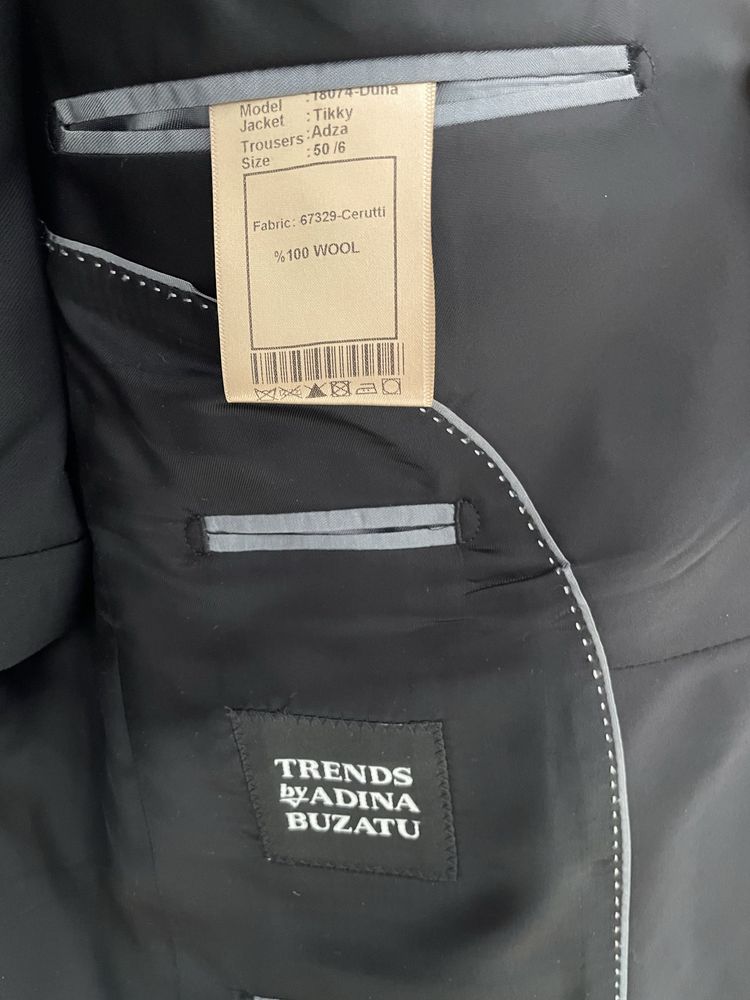 Model : 18074-Duna
Jacket : Tikky
Trousers : Adza
Size : 50 /6
Fabric : 67329-Cerutti
%100 WOOL
TRENDS
by ADINA
BUZATU